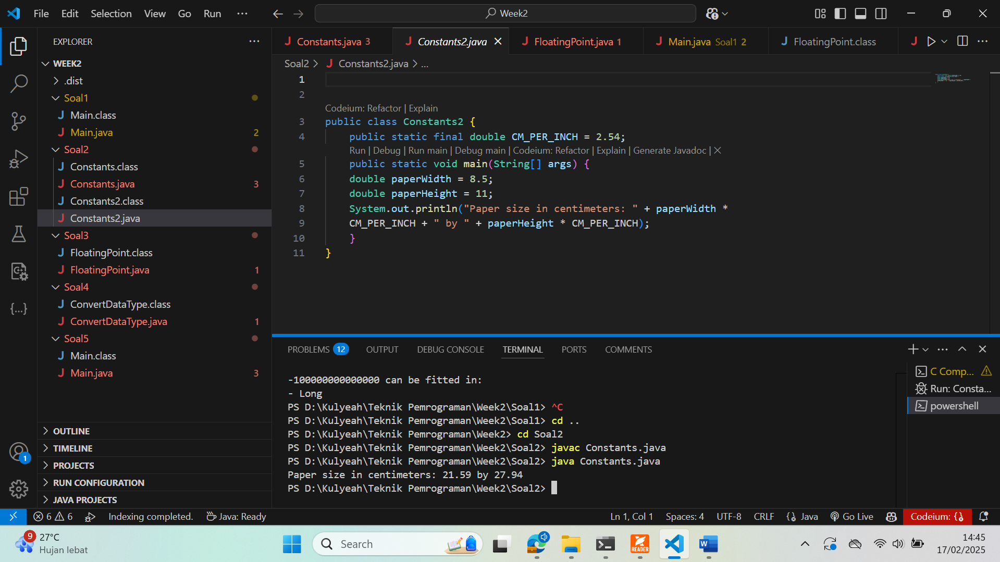 File Edit Selection View Go Run ...
Week2
EXPLORER
WEEK2
.dist
Soal1
Main.class
Main.java 2
Soal2
Constants.class
Constants.java 3
Constants2.class
Constants2.java
Soal3
FloatingPoint.class
FloatingPoint.java 1
Soal4
ConvertDataType.class
ConvertDataType.java 1
Soal5
Main.class
Main.java 3
OUTLINE
TIMELINE
PROJECTS
RUN CONFIGURATION
JAVA PROJECTS
Constants.java 3 Constants2.java FloatingPoint.java 1 Main.java Soal1 2 FloatingPoint.class
Soal2 > Constants2.java > ...
1
2
Codeium: Refactor | Explain
3 public class Constants2 {
4 public static final double CM_PER_INCH = 2.54;
Run | Debug | Run main | Debug main | Codeium: Refactor | Explain | Generate Javadoc | ×
5 public static void main(String[] args) {
6 double paperWidth = 8.5;
7 double paperHeight = 11;
8 System.out.println("Paper size in centimeters: " + paperWidth *
9 CM_PER_INCH + " by " + paperHeight * CM_PER_INCH);
10 }
11 }
PROBLEMS 12 OUTPUT DEBUG CONSOLE TERMINAL PORTS COMMENTS
-100000000000000 can be fitted in:
- Long
PS D:\Kulyeah\Teknik Pemrograman\Week2\Soal1> ^C
PS D:\Kulyeah\Teknik Pemrograman\Week2\Soal1> cd ..
PS D:\Kulyeah\Teknik Pemrograman\Week2> cd Soal2
PS D:\Kulyeah\Teknik Pemrograman\Week2\Soal2> javac Constants.java
PS D:\Kulyeah\Teknik Pemrograman\Week2\Soal2> java Constants.java
Paper size in centimeters: 21.59 by 27.94
PS D:\Kulyeah\Teknik Pemrograman\Week2\Soal2>
C Comp...
Run: Consta...
powershell
1
6 6 Indexing completed. Java: Ready
Ln 1, Col 1 Spaces: 4 UTF-8 CRLF {} Java Go Live Codeium: {}
9 27°C
Hujan lebat
Search
READER
14:45
17/02/2025